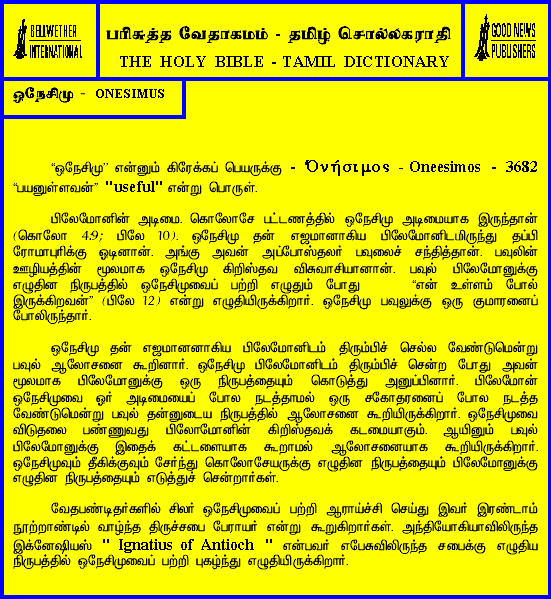 BELLWETHER
INTERNATIONAL
பரிசுத்த வேதாகமம் - தமிழ் சொல்லகராதி
THE HOLY BIBLE - TAMIL DICTIONARY
GOOD NEWS
PUBLISHERS
ஒநேசிமு - ONESIMUS
“ஒநேசிமு” என்னும் கிரேக்கப் பெயருக்கு - Ὀνήσιμος - Oneesimos - 3682
“பயனுள்ளவன்” "useful" என்று பொருள்.
பிலேமோனின் அடிமை. கொலோசே பட்டணத்தில் ஒநேசிமு அடிமையாக இருந்தான்
(கொலோ 4:9; பிலே 10). ஒநேசிமு தன் எஜமானாகிய பிலேமோனிடமிருந்து தப்பி
ரோமாபுரிக்கு ஓடினான். அங்கு அவன் அப்போஸ்தலர் பவுலைச் சந்தித்தான். பவுலின்
ஊழியத்தின் மூலமாக ஒநேசிமு கிறிஸ்தவ விசுவாசியானான். பவுல் பிலேமோனுக்கு
எழுதின நிருபத்தில் ஒநேசிமுவைப் பற்றி எழுதும் போது “என் உள்ளம் போல்
இருக்கிறவன்” (பிலே 12) என்று எழுதியிருக்கிறார். ஒநேசிமு பவுலுக்கு ஒரு குமாரனைப்
போலிருந்தார்.
ஒநேசிமு தன் எஜமானனாகிய பிலேமோனிடம் திரும்பிச் செல்ல வேண்டுமென்று
பவுல் ஆலோசனை கூறினார். ஒநேசிமு பிலேமோனிடம் திரும்பிச் சென்ற போது அவன்
மூலமாக பிலேமோனுக்கு ஒரு நிருபத்தையும் கொடுத்து அனுப்பினார். பிலேமோன்
ஒநேசிமுவை ஓர் அடிமையைப் போல நடத்தாமல் ஒரு சகோதரனைப் போல நடத்த
வேண்டுமென்று பவுல் தன்னுடைய நிருபத்தில் ஆலோசனை கூறியிருக்கிறார். ஒநேசிமுவை
விடுதலை பண்ணுவது பிலோமோனின் கிறிஸ்தவக் கடமையாகும். ஆயினும் பவுல்
பிலேமோனுக்கு இதைக் கட்டளையாக கூறாமல் ஆலோசனையாக கூறியிருக்கிறார்.
ஒநேசிமுவும் தீகிக்குவும் சேர்ந்து கொலோசேயருக்கு எழுதின நிருபத்தையும் பிலேமோனுக்கு
எழுதின நிருபத்தையும் எடுத்துச் சென்றார்கள்.
வேதபண்டிதர்களில் சிலர் ஒநேசிமுவைப் பற்றி ஆராய்ச்சி செய்து இவர் இரண்டாம்
நூற்றாண்டில் வாழ்ந்த திருச்சபை பேராயர் என்று கூறுகிறார்கள். அந்தியோகியாவிலிருந்த
இக்னேஷியஸ் " Ignatius of Antioch " என்பவர் எபேசுவிலிருந்த சபைக்கு எழுதிய
நிருபத்தில் ஒநேசிமுவைப் பற்றி புகழ்ந்து எழுதியிருக்கிறார்.